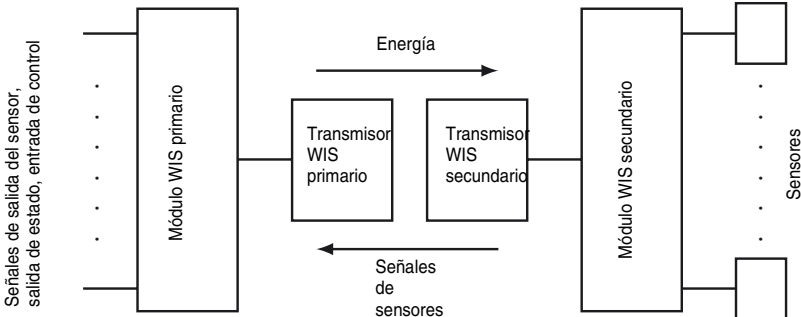 Señales de salida del sensor,
salida de estado, entrada de control
Módulo WIS primario
Energía
Transmisor
WIS
primario
Transmisor
WIS
secundario
Señales
de
sensores
Módulo WIS secundario
Sensores